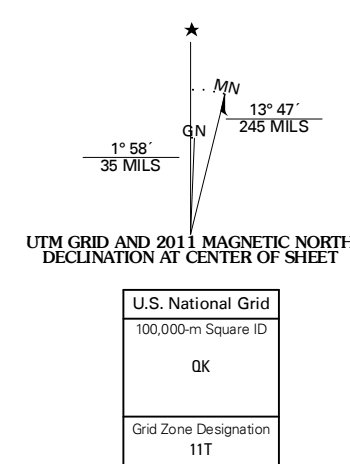 ★
MN
GN
13° 47´
245 MILS
1° 58´
35 MILS
UTM GRID AND 2011 MAGNETIC NORTH
DECLINATION AT CENTER OF SHEET
U.S. National Grid
100,000-m Square ID
QK
Grid Zone Designation
11T